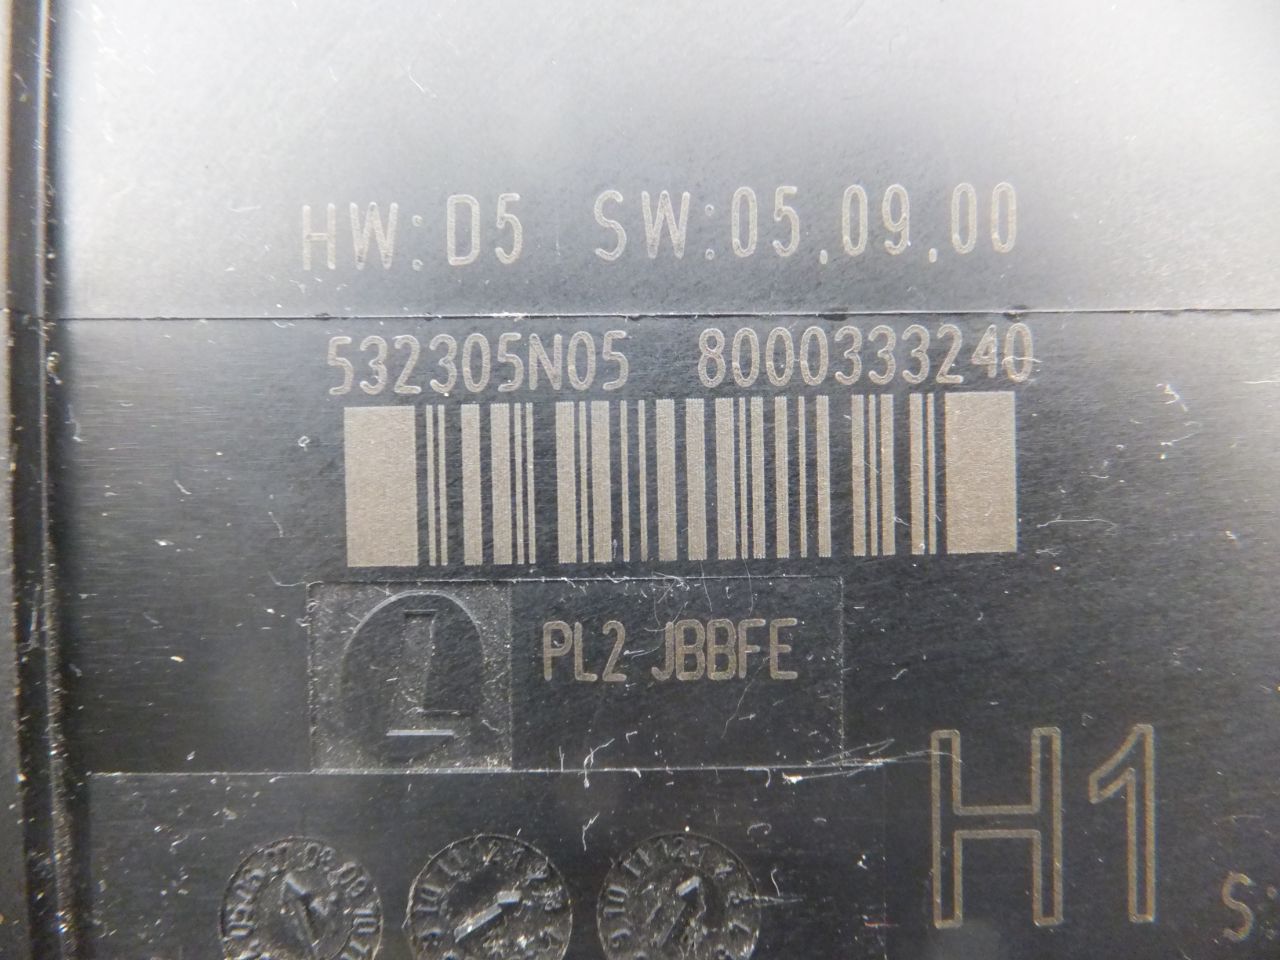 HW:D5 SW:05.09.00
532305N05 8000333240
PL2 JBBFE
H1
S: